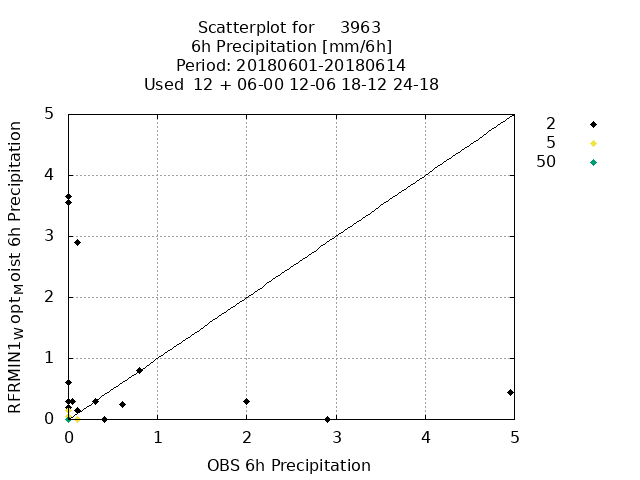 Scatterplot for 3963
6h Precipitation [mm/6h]
Period: 20180601-20180614
Used 12 + 06-00 12-06 18-12 24-18
RFRMIN1W optMoist 6h Precipitation
5
4
3
2
1
0
0 1 2 3 4 5
OBS 6h Precipitation
2
5
50